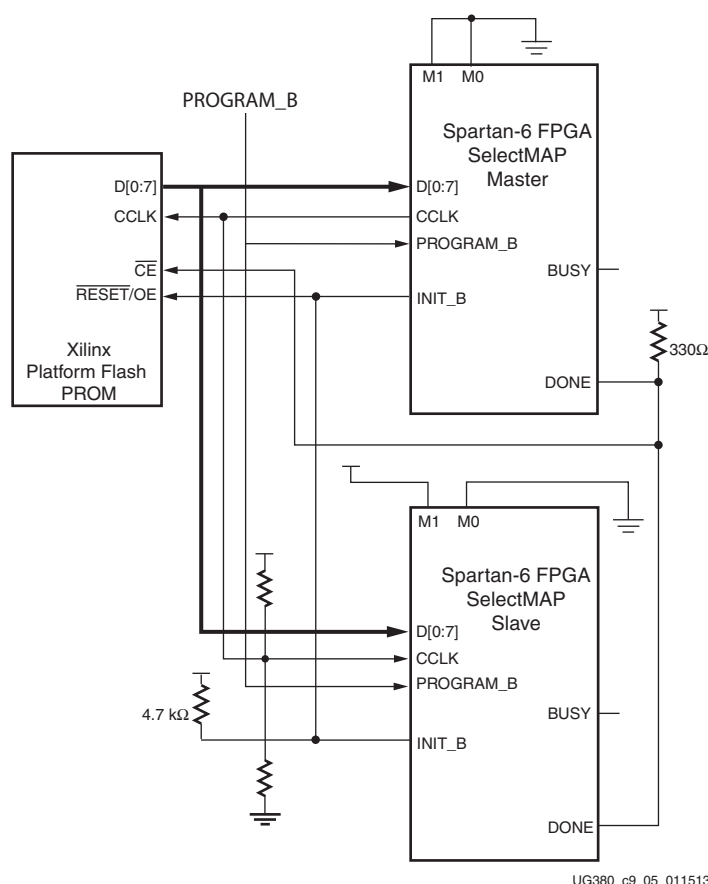 M1 M0
PROGRAM_B
Spartan-6 FPGA
SelectMAP
Master
D[0:7]
CCLK
CE
RESET/OE
Xilinx
Platform Flash
PROM
D[0:7]
CCLK
PROGRAM_B
INIT_B
BUSY
DONE
330Ω
M1 M0
Spartan-6 FPGA
SelectMAP
Slave
D[0:7]
CCLK
PROGRAM_B
INIT_B
BUSY
DONE
4.7 kΩ
UG380_c9_05_011513